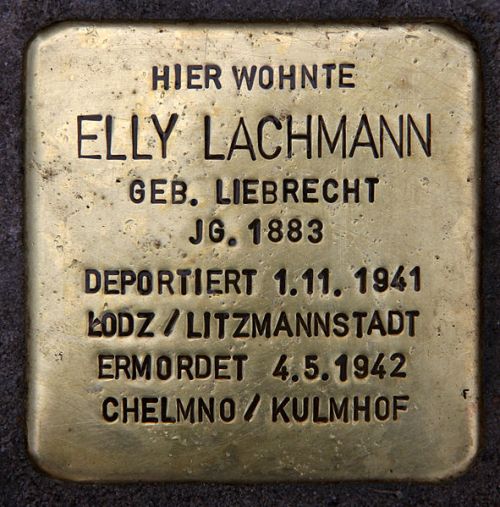 HIER WOHNTE
ELLY LACHMANN
GEB. LIEBRECHT
JG. 1883
DEPORTIERT 1.11. 1941
ŁODZ / LITZMANNSTADT
ERMORDET 4.5.1942
CHELMNO / KULMHOF